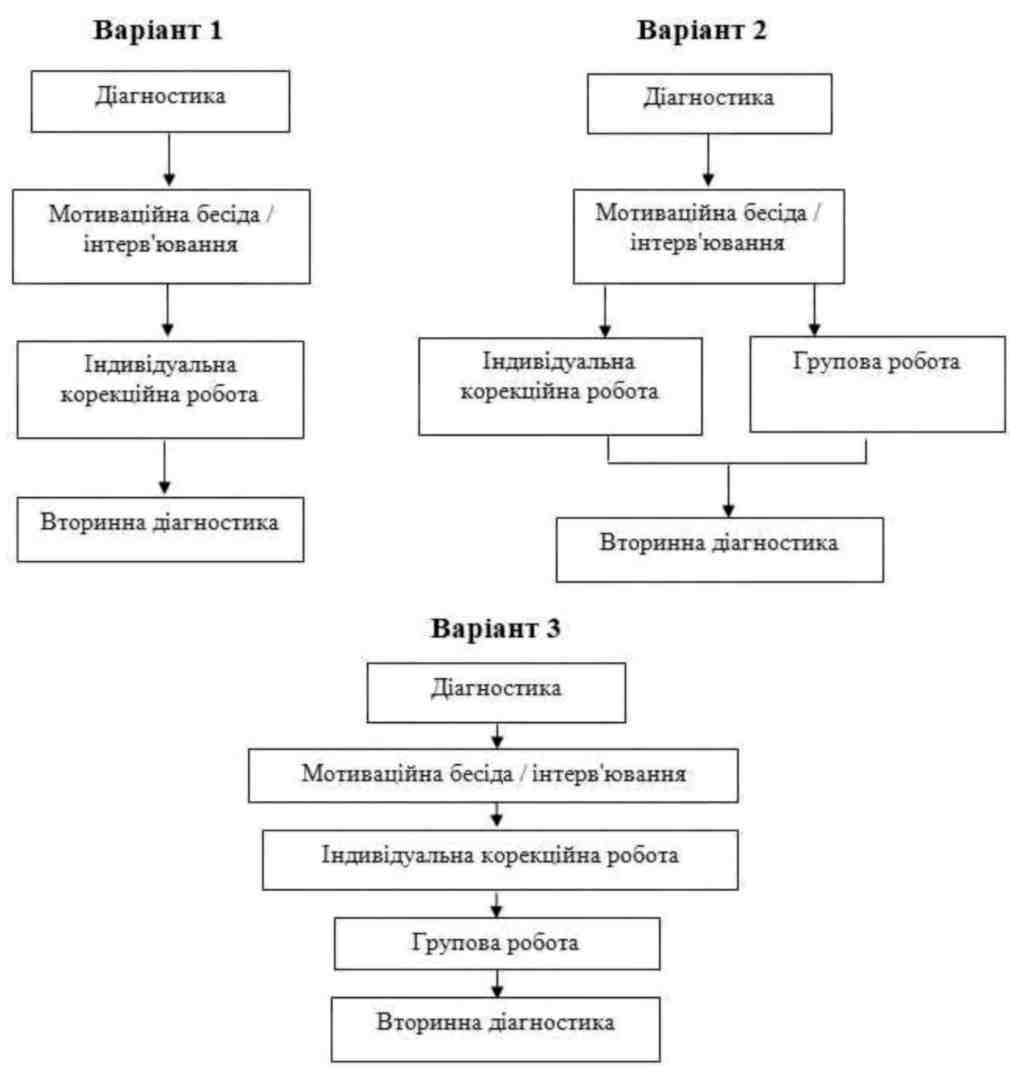 Варіант 1
Діагностика
Мотиваційна бесіда /
інтерв'ювання
Індивідуальна
корекційна робота
Вторинна діагностика
Варіант 2
Діагностика
Мотиваційна бесіда /
інтерв'ювання
Індивідуальна
корекційна робота
Групова робота
Вторинна діагностика
Варіант 3
Діагностика
Мотиваційна бесіда / інтерв'ювання
Індивідуальна корекційна робота
Групова робота
Вторинна діагностика